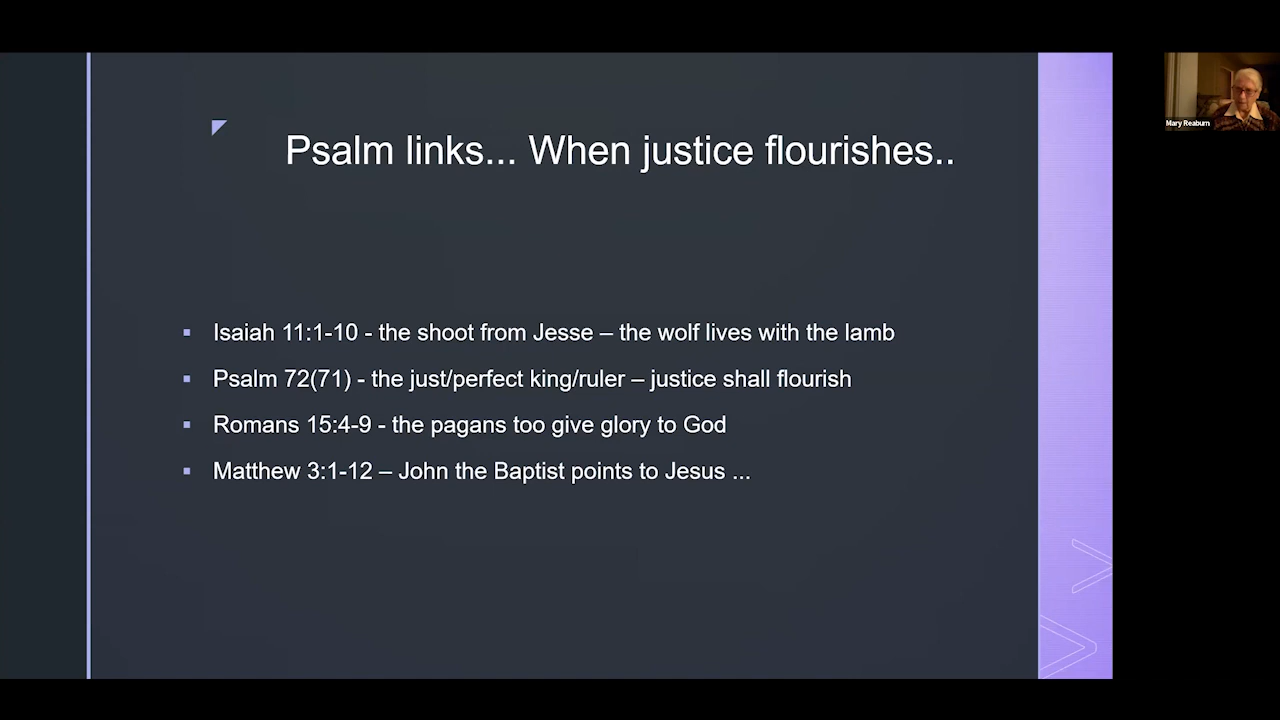 Psalm links... When justice flourishes..
Isaiah 11:1-10 - the shoot from Jesse – the wolf lives with the lamb
Psalm 72(71) - the just/perfect king/ruler – justice shall flourish
Romans 15:4-9 - the pagans too give glory to God
Matthew 3:1-12 – John the Baptist points to Jesus ...
Mary Reaburn